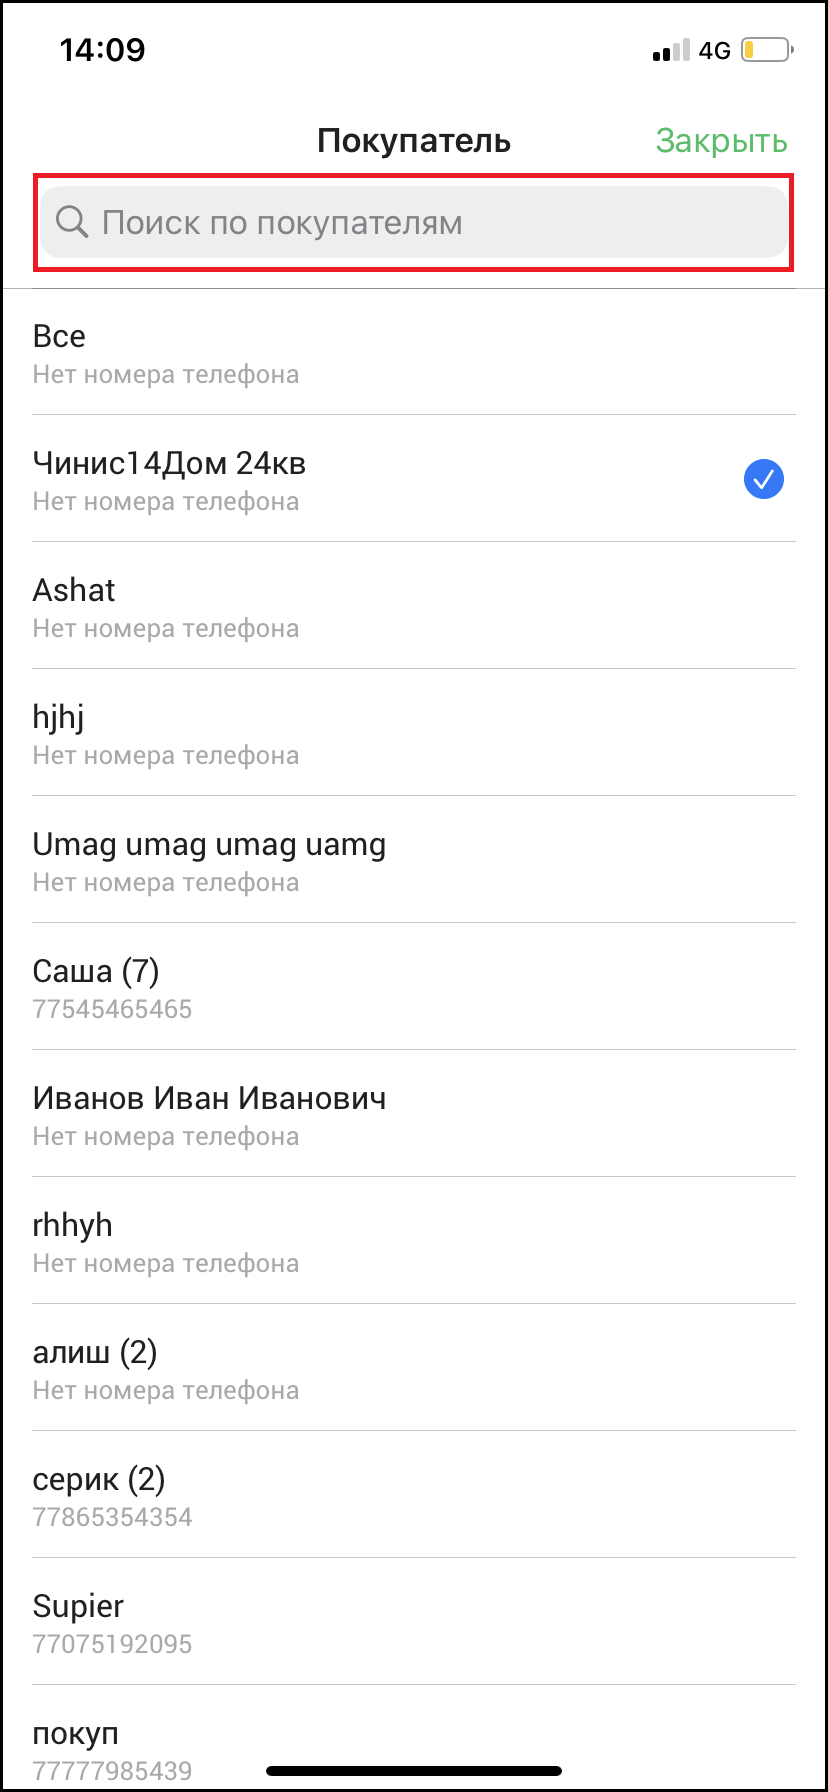 14:09
4G
Покупатель
Закрыть
Поиск по покупателям
Все
Нет номера телефона
Чинис14Дом 24кв
Нет номера телефона
Ashat
Нет номера телефона
hjhj
Нет номера телефона
Umag umag umag uamg
Нет номера телефона
Саша (7)
77545465465
Иванов Иван Иванович
Нет номера телефона
rhhyh
Нет номера телефона
алиш (2)
Нет номера телефона
серик (2)
77865354354
Supier
77075192095
покуп
77777985439